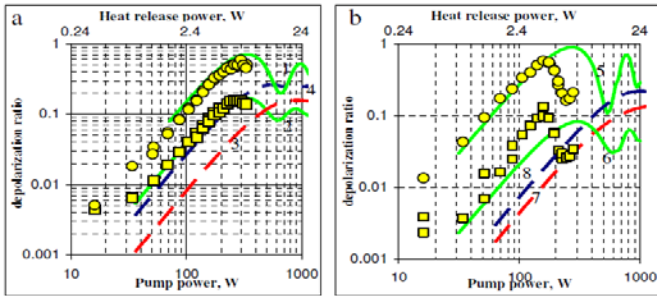 a
Heat release power, W
0.24 2.4 24
depolarization ratio
1
0.1
0.01
0.001
1
4
2
3
10 100 1000
Pump power, W
b
Heat release power, W
0.24 2.4 24
depolarization ratio
1
0.1
0.01
0.001
5
8
6
7
10 100 1000
Pump power, W